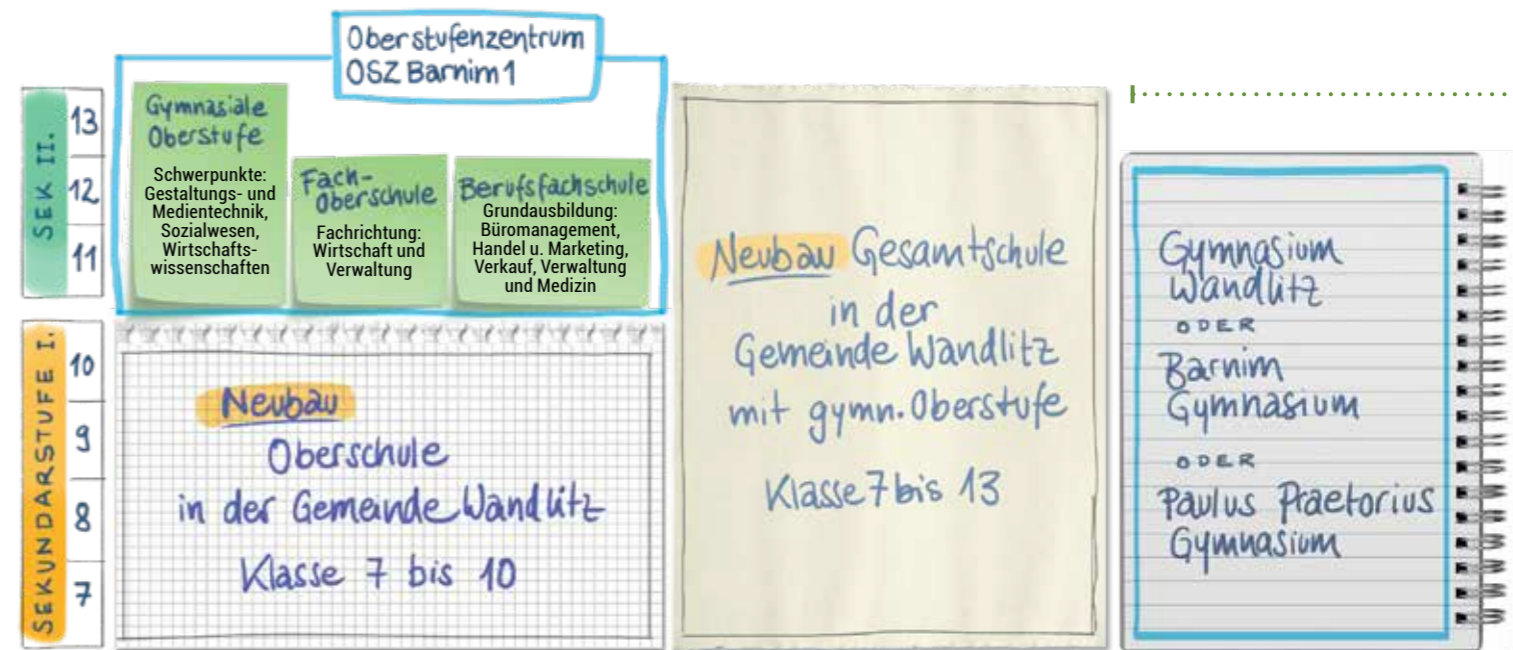 Oberstufenzentrum
OSZ Barnim 1
SEK II.
13
12
11
Gymnasiale
Oberstufe
Schwerpunkte:
Gestaltungs- und
Medientechnik,
Sozialwesen,
Wirtschafts-
wissenschaften
Fach-
Oberschule
Fachrichtung:
Wirtschaft und
Verwaltung
Berufsfachschule
Grundausbildung:
Büromanagement,
Handel u. Marketing,
Verkauf, Verwaltung
und Medizin
SEKUNDARSTUFE I.
10
9
8
7
Neubau
Oberschule
in der Gemeinde Wandlitz
Klasse 7 bis 10
Neubau Gesamtschule
in der
Gemeinde Wandlitz
mit gymn. Oberstufe
Klasse 7 bis 13
Gymnasium
Wandlitz
ODER
Barnim
Gymnasium
ODER
Paulus Praetorius
Gymnasium